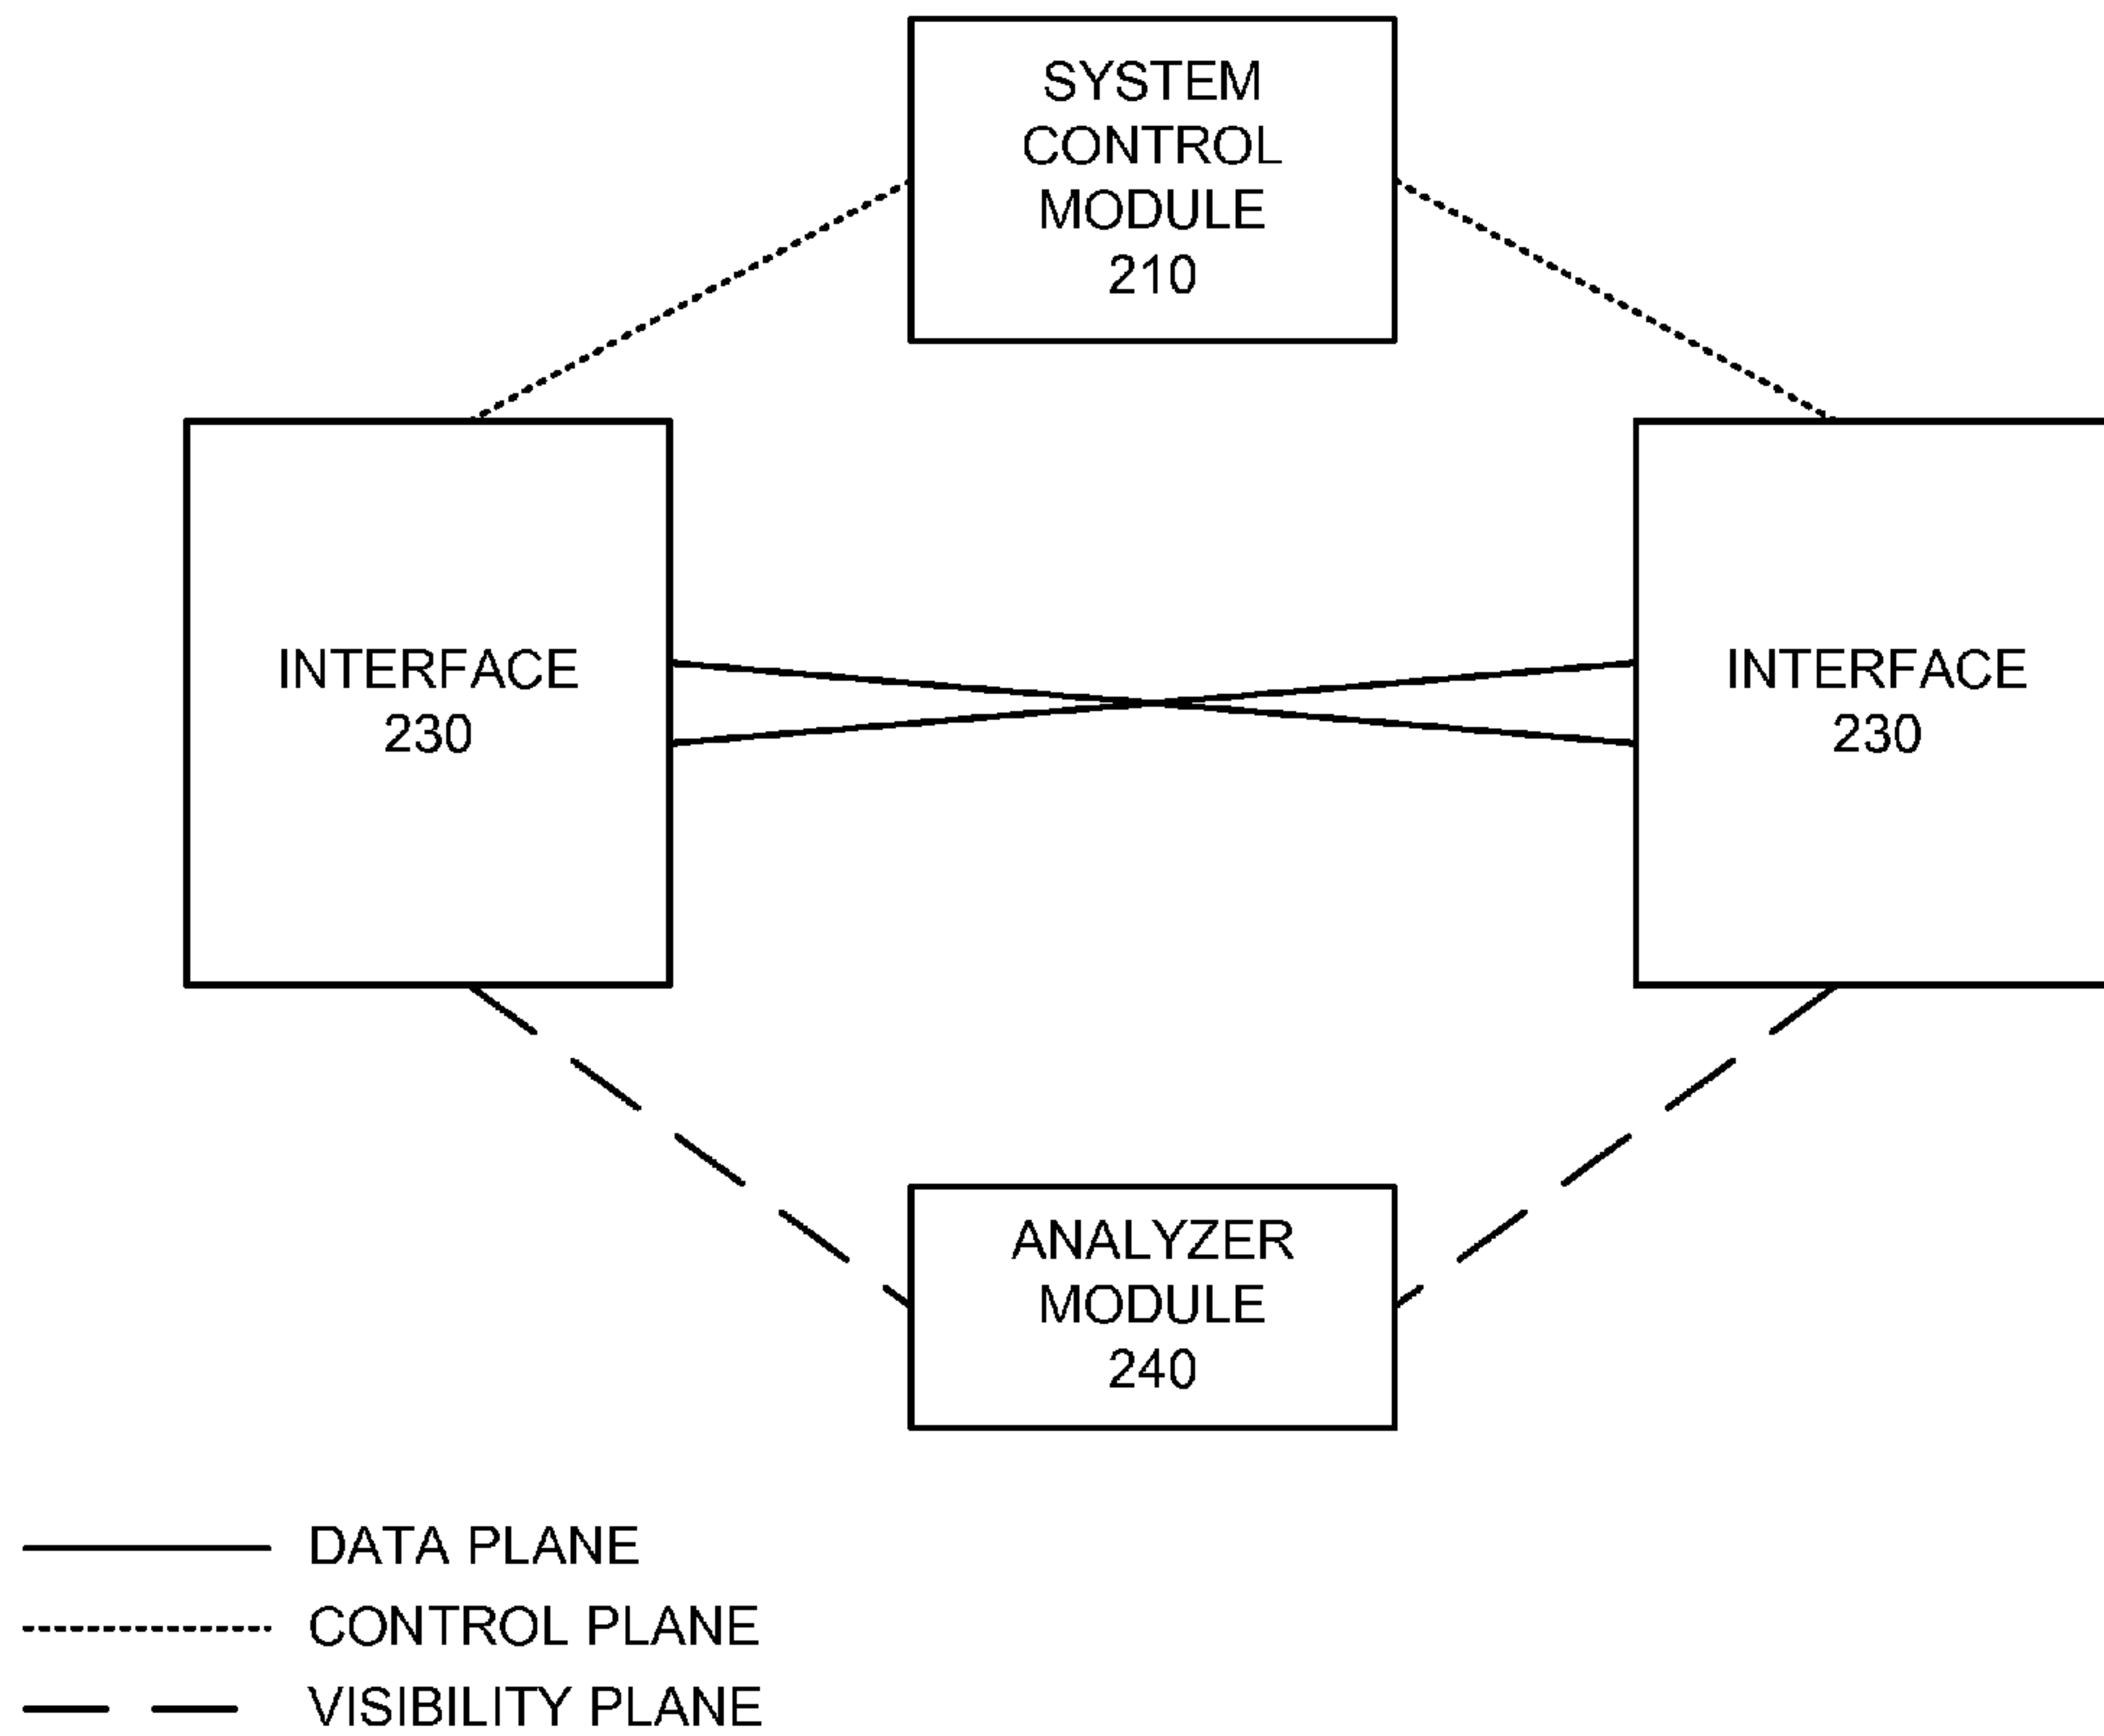 SYSTEM
CONTROL
MODULE
210
INTERFACE
230
INTERFACE
230
ANALYZER
MODULE
240
DATA PLANE
CONTROL PLANE
VISIBILITY PLANE